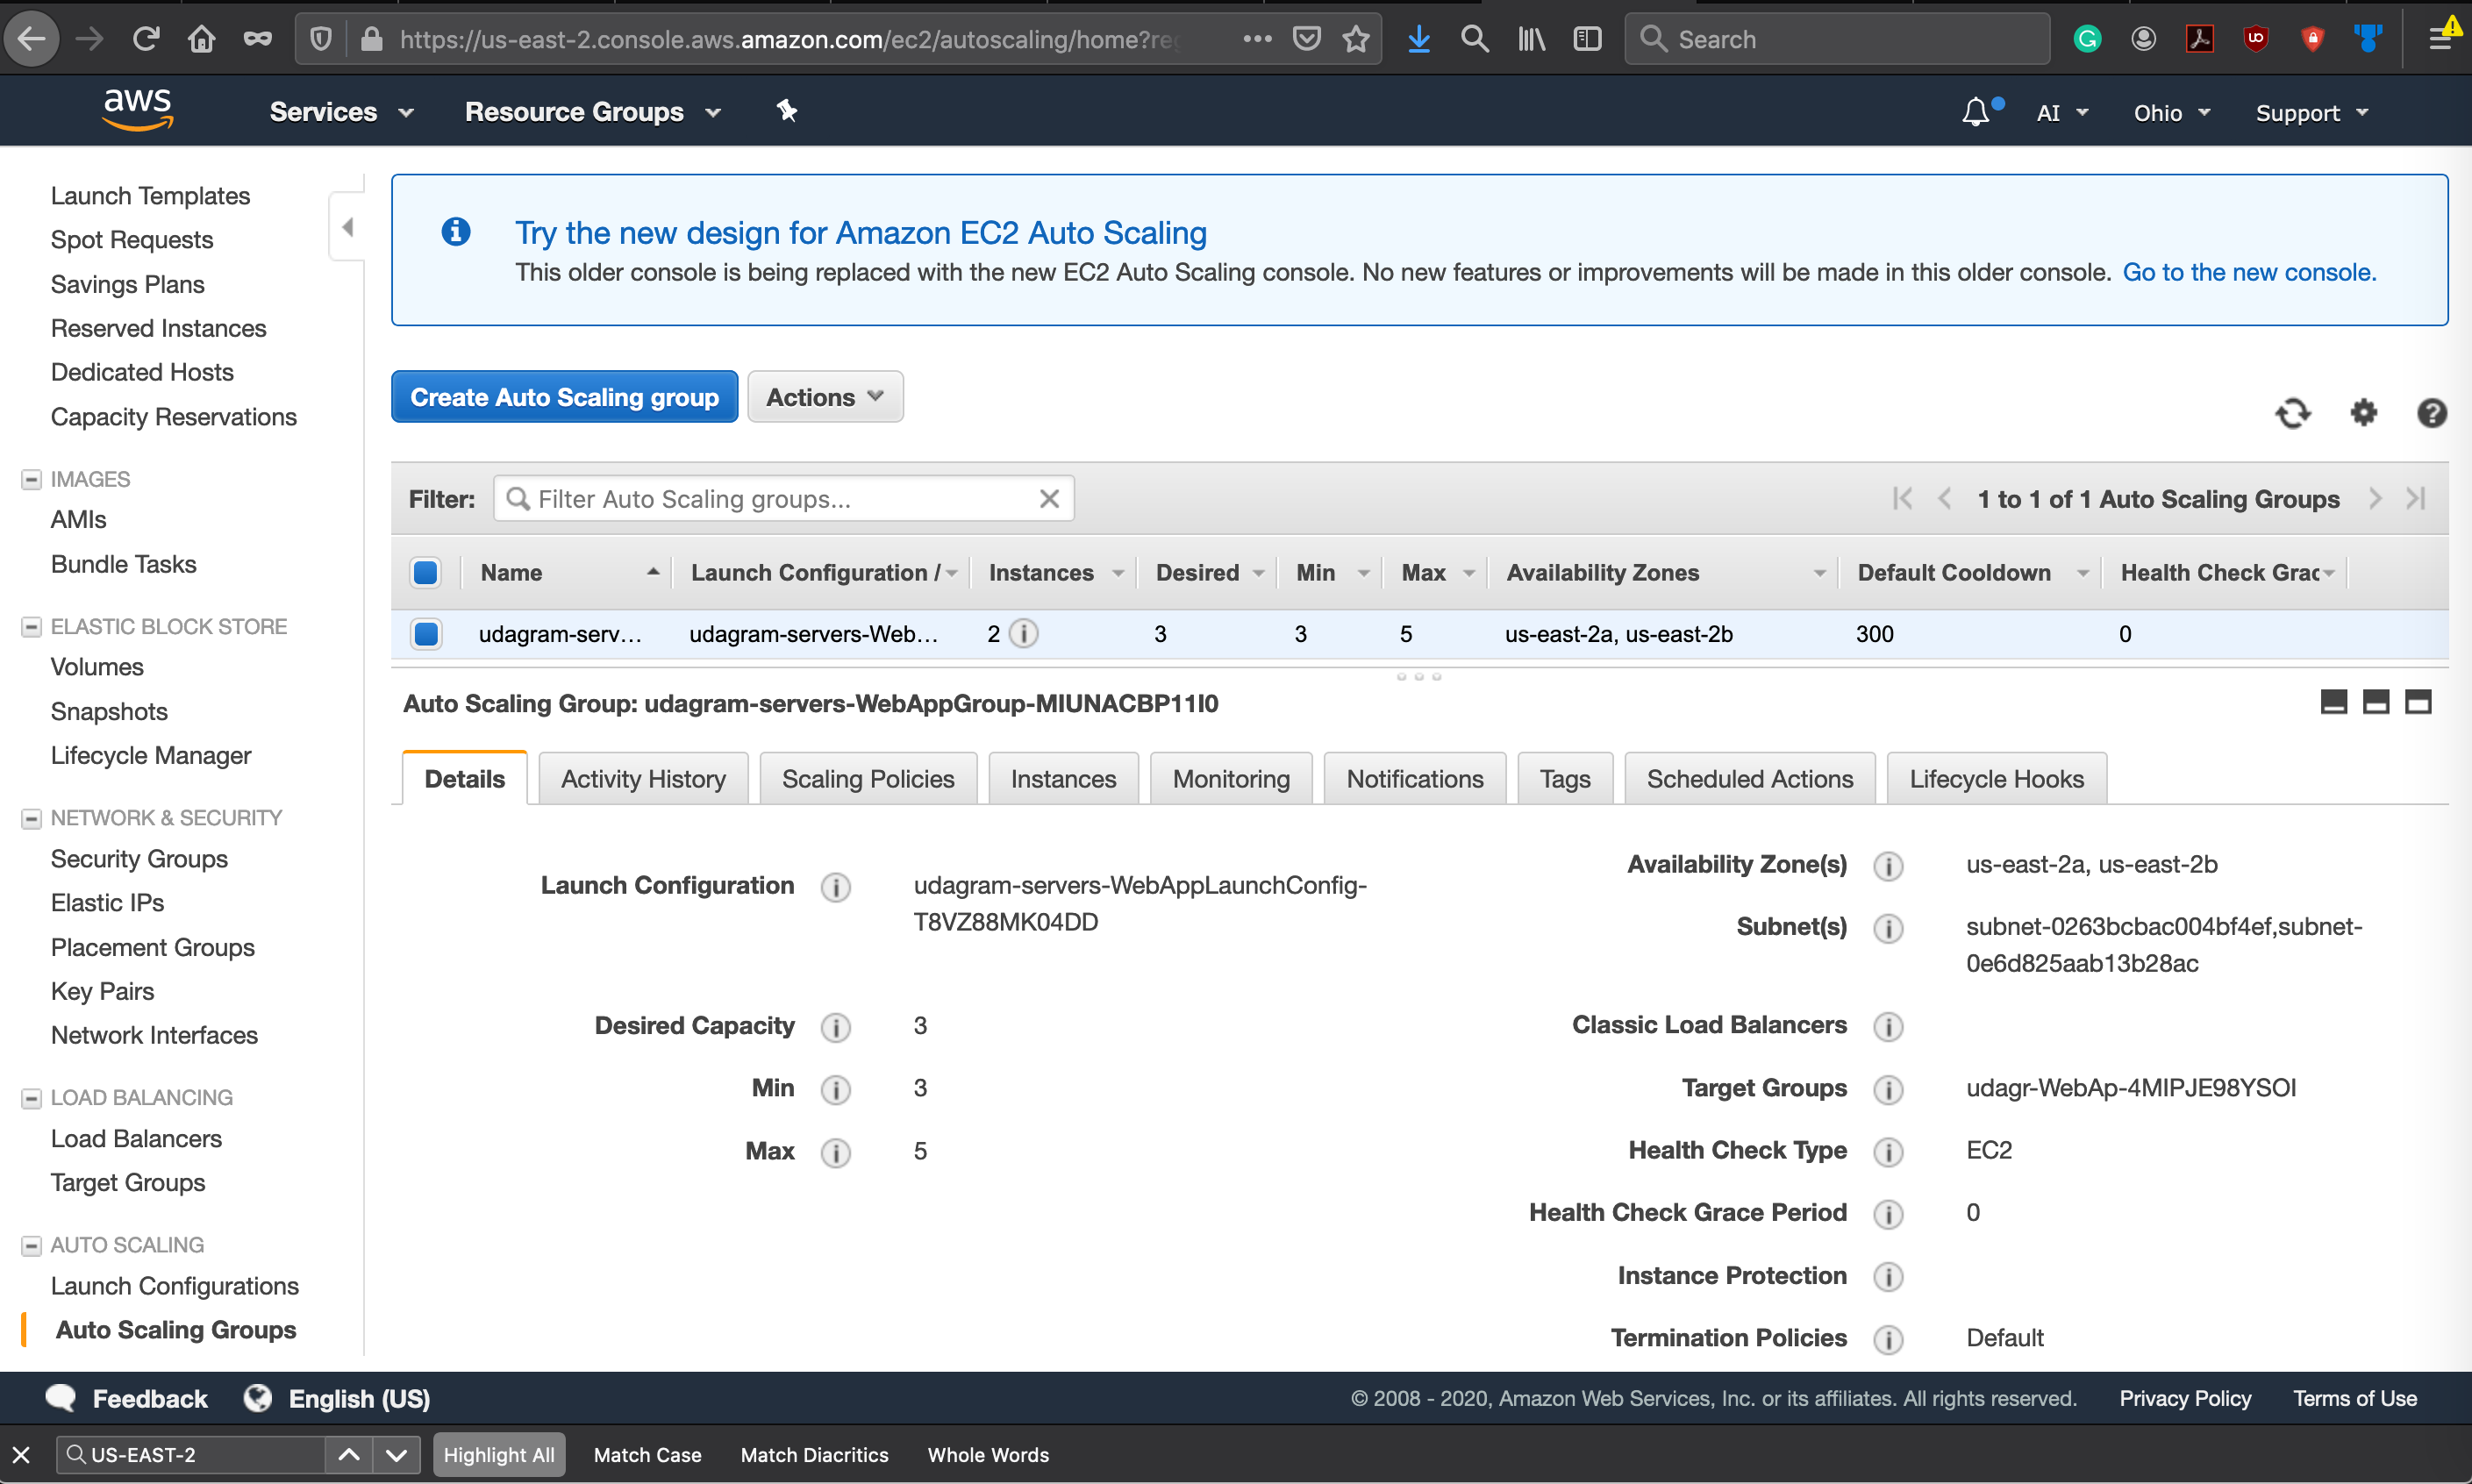 https://us-east-2.console.aws.amazon.com/ec2/autoscaling/home?reg
Search
aws
Services
Resource Groups
AI
Ohio
Support
Launch Templates
Spot Requests
Savings Plans
Reserved Instances
Dedicated Hosts
Capacity Reservations
IMAGES
AMIs
Bundle Tasks
ELASTIC BLOCK STORE
Volumes
Snapshots
Lifecycle Manager
NETWORK & SECURITY
Security Groups
Elastic IPs
Placement Groups
Key Pairs
Network Interfaces
LOAD BALANCING
Load Balancers
Target Groups
AUTO SCALING
Launch Configurations
Auto Scaling Groups
Try the new design for Amazon EC2 Auto Scaling
This older console is being replaced with the new EC2 Auto Scaling console. No new features or improvements will be made in this older console. Go to the new console.
Create Auto Scaling group
Actions
Filter:
Filter Auto Scaling groups...
1 to 1 of 1 Auto Scaling Groups
Name
Launch Configuration /
Instances
Desired
Min
Max
Availability Zones
Default Cooldown
Health Check Grac
udagram-serv...
udagram-servers-Web...
2
3
3
5
us-east-2a, us-east-2b
300
0
Auto Scaling Group: udagram-servers-WebAppGroup-MIUNACBP11I0
Details
Activity History
Scaling Policies
Instances
Monitoring
Notifications
Tags
Scheduled Actions
Lifecycle Hooks
Launch Configuration
udagram-servers-WebAppLaunchConfig-
T8VZ88MK04DD
Desired Capacity
3
Min
3
Max
5
Availability Zone(s)
us-east-2a, us-east-2b
Subnet(s)
subnet-0263bcbac004bf4ef,subnet-
0e6d825aab13b28ac
Classic Load Balancers
Target Groups
udagr-WebAp-4MIPJE98YSOI
Health Check Type
EC2
Health Check Grace Period
0
Instance Protection
Termination Policies
Default
Feedback
English (US)
© 2008 - 2020, Amazon Web Services, Inc. or its affiliates. All rights reserved.
Privacy Policy
Terms of Use
US-EAST-2
Highlight All
Match Case
Match Diacritics
Whole Words